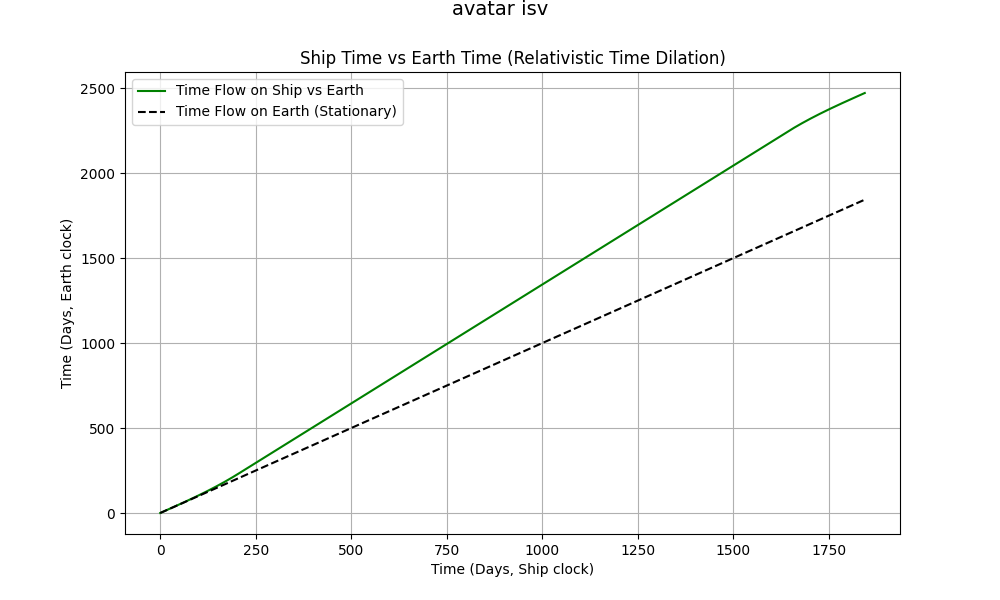 avatar isv
Ship Time vs Earth Time (Relativistic Time Dilation)
Time Flow on Ship vs Earth
Time Flow on Earth (Stationary)
Time (Days, Earth clock)
2500
2000
1500
1000
500
0
0 250 500 750 1000 1250 1500 1750
Time (Days, Ship clock)